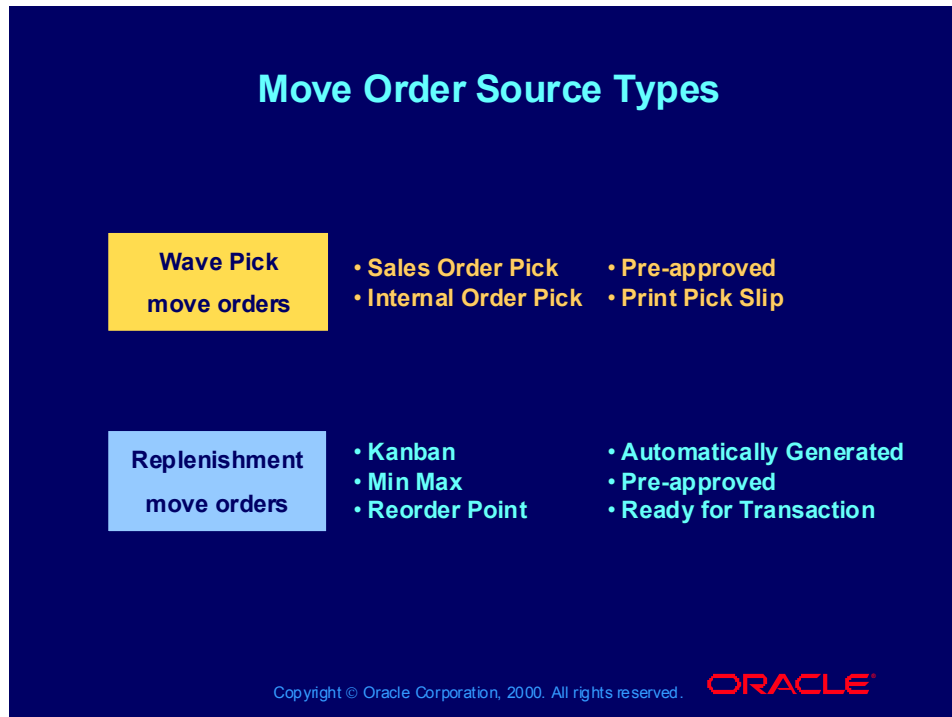 Move Order Source Types
Wave Pick
move orders
• Sales Order Pick
• Internal Order Pick
• Pre-approved
• Print Pick Slip
Replenishment
move orders
• Kanban
• Min Max
• Reorder Point
• Automatically Generated
• Pre-approved
• Ready for Transaction
Copyright © Oracle Corporation, 2000. All rights reserved.
ORACLE®